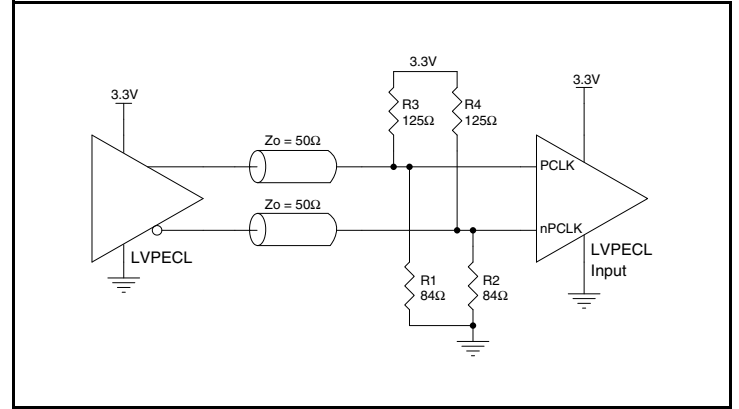 3.3V
3.3V
3.3V
R3
125Ω
R4
125Ω
Zo = 50Ω
PCLK
Zo = 50Ω
nPCLK
LVPECL
LVPECL
Input
R1
84Ω
R2
84Ω